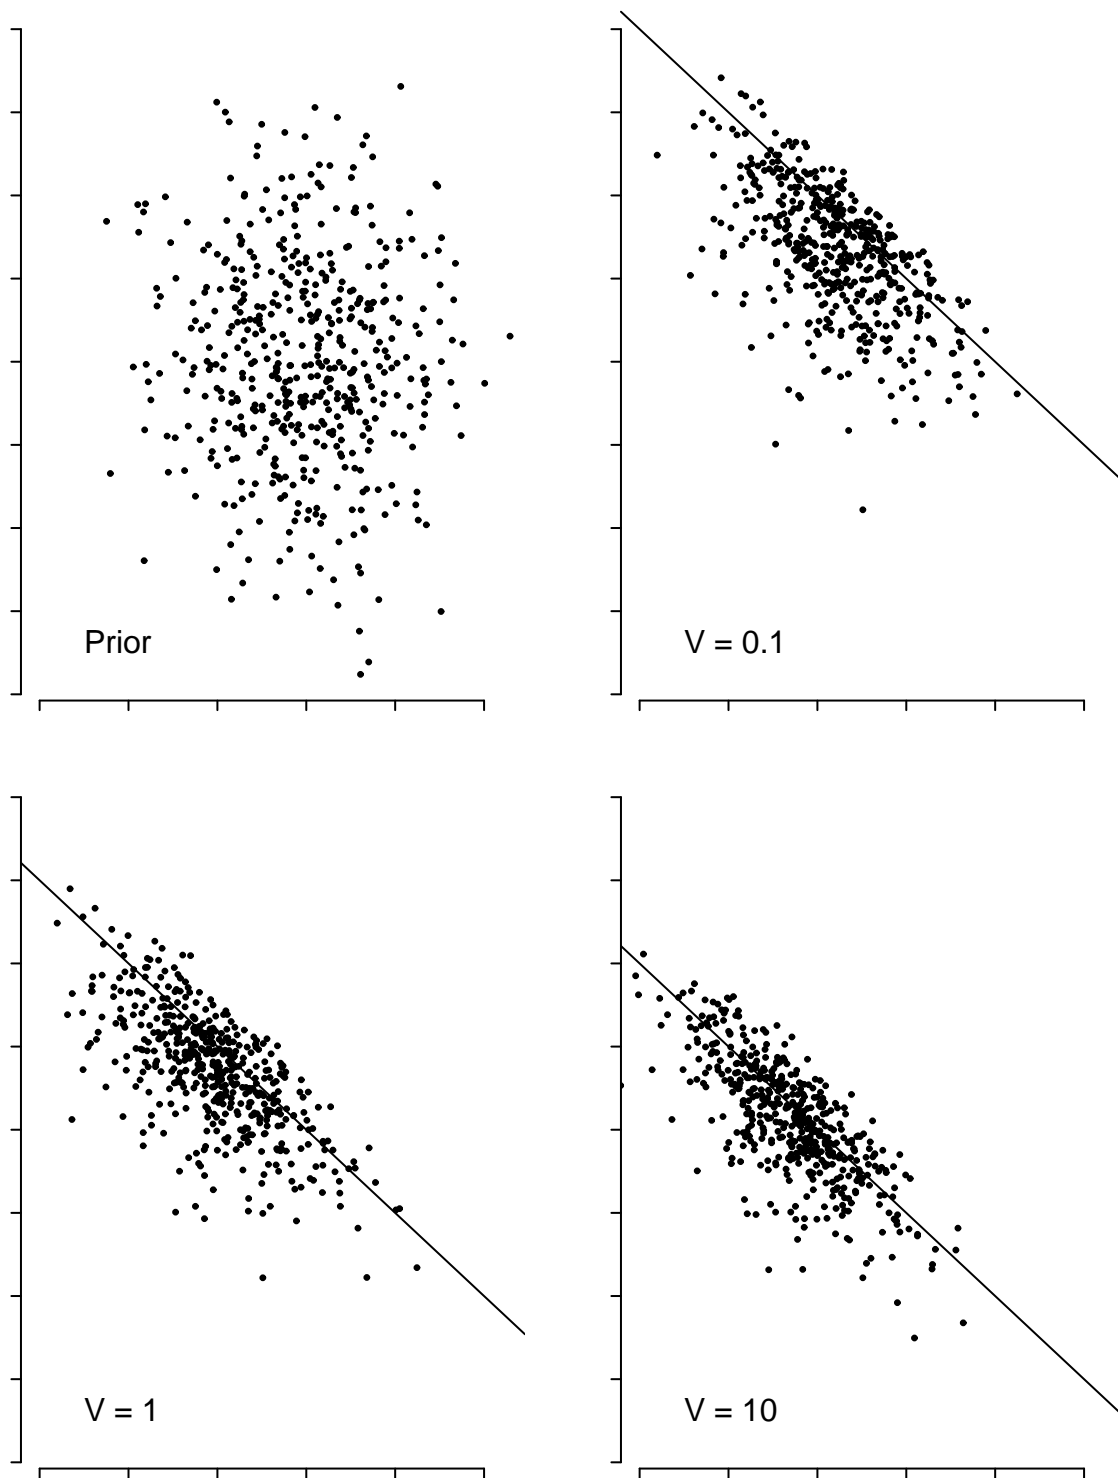 Prior
V = 0.1
V = 1
V = 10